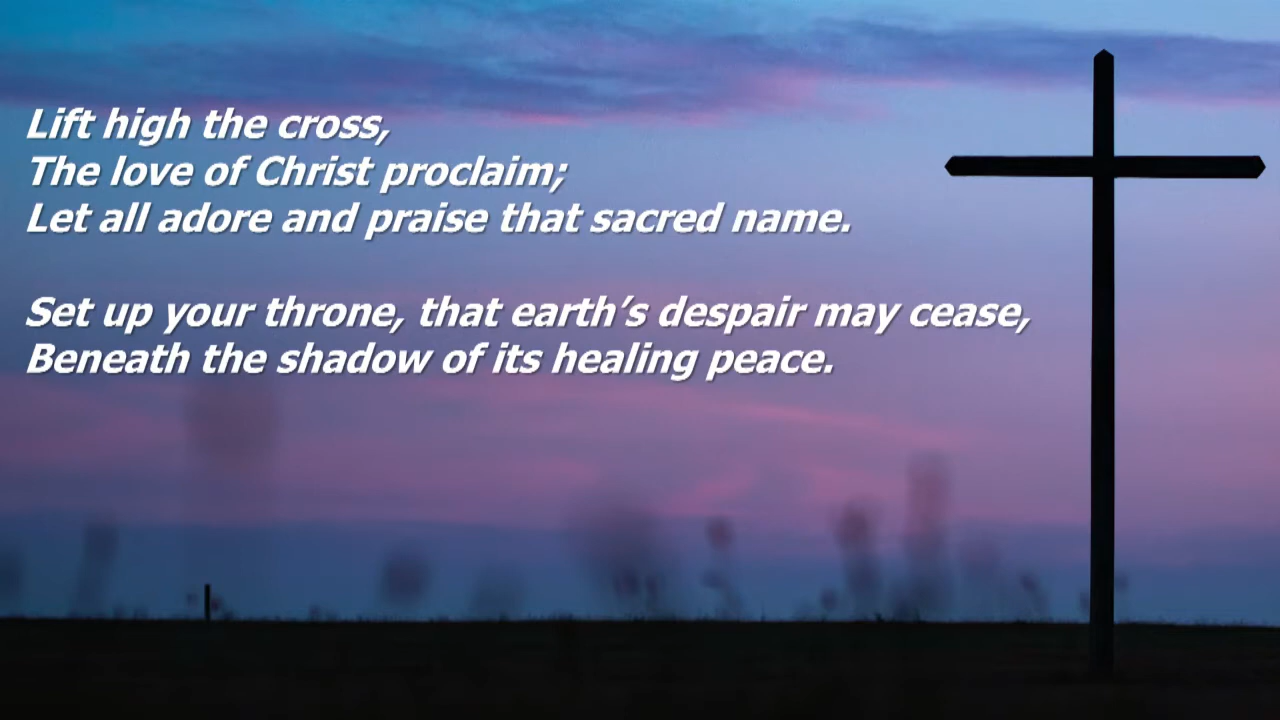 Lift high the cross,
The love of Christ proclaim;
Let all adore and praise that sacred name.
Set up your throne, that earth’s despair may cease,
Beneath the shadow of its healing peace.